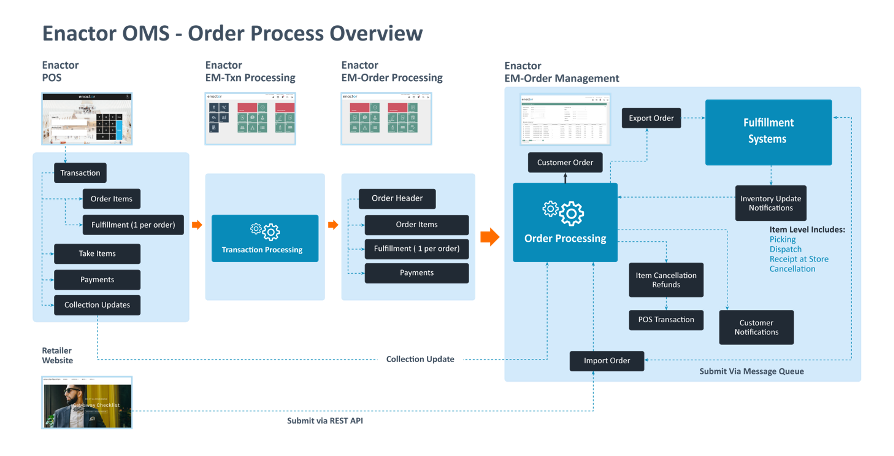 Enactor OMS - Order Process Overview
Enactor
POS
Enactor
EM-Txn Processing
Enactor
EM-Order Processing
Enactor
EM-Order Management
enactor
enactor
Transaction
Order Items
Fulfillment (1 per order)
Take Items
Payments
Collection Updates
Transaction Processing
Order Header
Order Items
Fulfillment ( 1 per order)
Payments
Customer Order
Export Order
Fulfillment
Systems
Order Processing
Inventory Update
Notifications
Item Level Includes:
Picking
Dispatch
Receipt at Store
Cancellation
Item Cancellation
Refunds
POS Transaction
Customer
Notifications
Import Order
Collection Update
Submit Via Message Queue
Retailer
Website
Submit via REST API